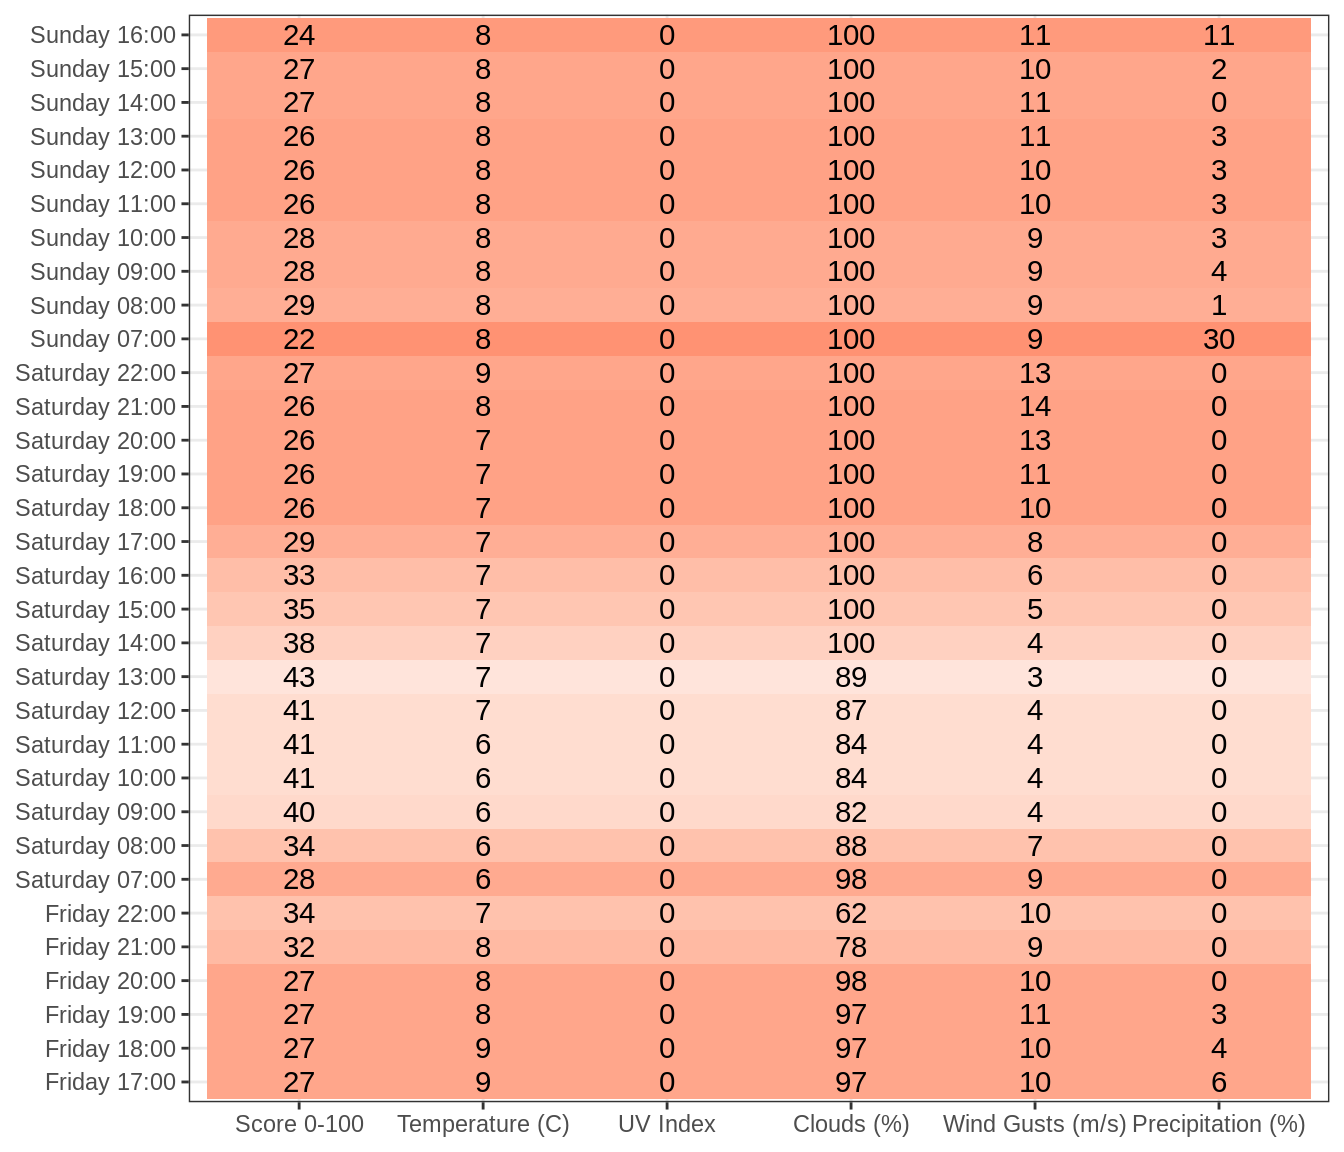 Sunday 16:00 24 8 0 100 11 11
Sunday 15:00 27 8 0 100 10 2
Sunday 14:00 27 8 0 100 11 0
Sunday 13:00 26 8 0 100 11 3
Sunday 12:00 26 8 0 100 10 3
Sunday 11:00 26 8 0 100 10 3
Sunday 10:00 28 8 0 100 9 3
Sunday 09:00 28 8 0 100 9 4
Sunday 08:00 29 8 0 100 9 1
Sunday 07:00 22 8 0 100 9 30
Saturday 22:00 27 9 0 100 13 0
Saturday 21:00 26 8 0 100 14 0
Saturday 20:00 26 7 0 100 13 0
Saturday 19:00 26 7 0 100 11 0
Saturday 18:00 26 7 0 100 10 0
Saturday 17:00 29 7 0 100 8 0
Saturday 16:00 33 7 0 100 6 0
Saturday 15:00 35 7 0 100 5 0
Saturday 14:00 38 7 0 100 4 0
Saturday 13:00 43 7 0 89 3 0
Saturday 12:00 41 7 0 87 4 0
Saturday 11:00 41 6 0 84 4 0
Saturday 10:00 41 6 0 84 4 0
Saturday 09:00 40 6 0 82 4 0
Saturday 08:00 34 6 0 88 7 0
Saturday 07:00 28 6 0 98 9 0
Friday 22:00 34 7 0 62 10 0
Friday 21:00 32 8 0 78 9 0
Friday 20:00 27 8 0 98 10 0
Friday 19:00 27 8 0 97 11 3
Friday 18:00 27 9 0 97 10 4
Friday 17:00 27 9 0 97 10 6
Score 0-100 Temperature (C) UV Index Clouds (%) Wind Gusts (m/s) Precipitation (%)